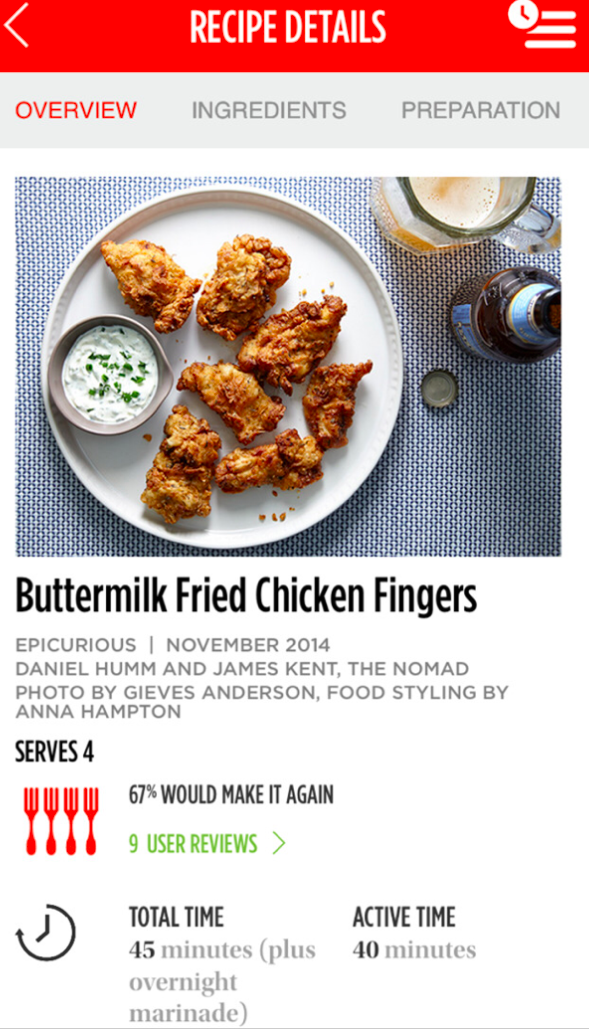 RECIPE DETAILS
OVERVIEW INGREDIENTS PREPARATION
Buttermilk Fried Chicken Fingers
EPICURIOUS | NOVEMBER 2014
DANIEL HUMM AND JAMES KENT, THE NOMAD
PHOTO BY GIEVES ANDERSON, FOOD STYLING BY
ANNA HAMPTON
SERVES 4
67% WOULD MAKE IT AGAIN
9 USER REVIEWS >
TOTAL TIME ACTIVE TIME
45 minutes (plus 40 minutes
overnight
marinade)